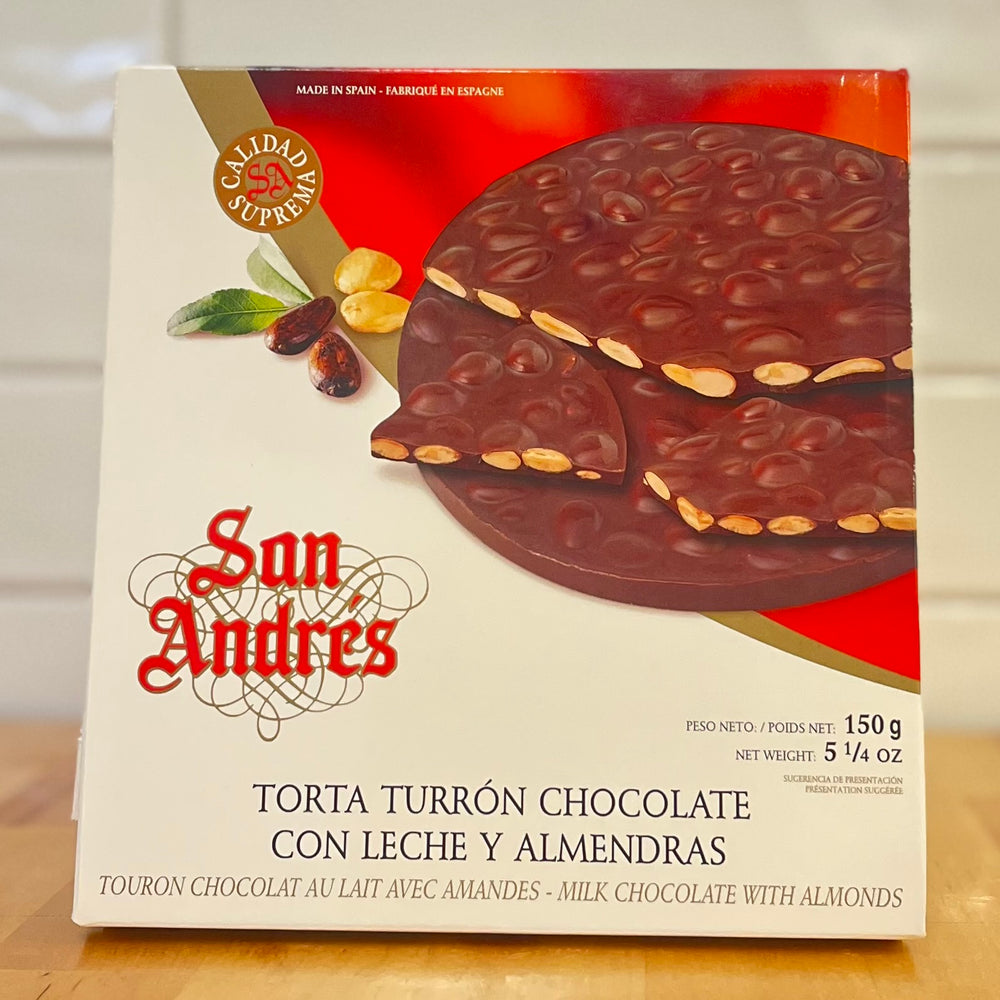 MADE IN SPAIN - FABRIQUÉ EN ESPAGNE
CALIDAD
SA
SUPREMA
San
Andrés
PESO NETO: / POIDS NET: 150 g
NET WEIGHT: 5 1/4 OZ
SUGERENCIA DE PRESENTACIÓN
PRÉSENTATION SUGGÉRÉE
TORTA TURRÓN CHOCOLATE
CON LECHE Y ALMENDRAS
TOURON CHOCOLAT AU LAIT AVEC AMANDES - MILK CHOCOLATE WITH ALMONDS